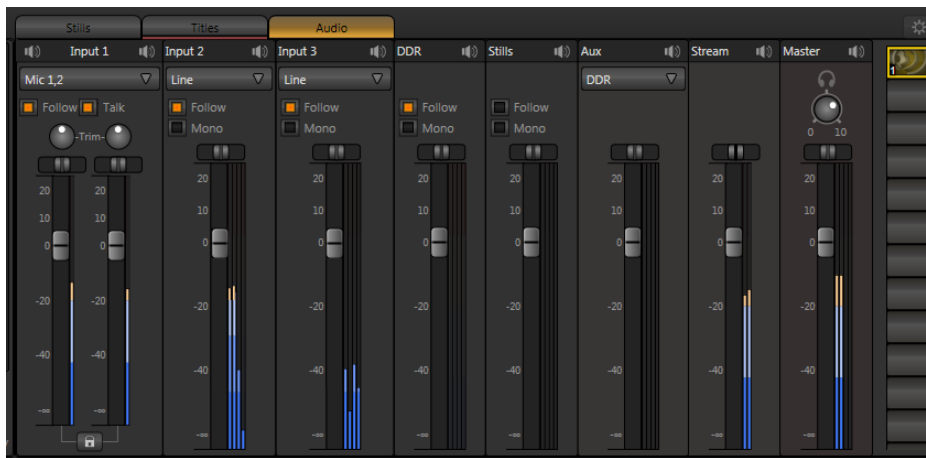 Stills Titles Audio
Input 1 Input 2 Input 3 DDR Stills Aux Stream Master
Mic 1,2 Line Line DDR
1
Follow Talk Follow Follow Follow Follow
-Trim- Mono Mono Mono Mono 0 10
20 20 20 20 20 20 20 20
20 20
10 10 10 10 10 10 10 10
10 10
0 0 0 0 0 0 0 0 0
-20 -20 -20 -20 -20 -20 -20 -20 -20
-40 -40 -40 -40 -40 -40 -40 -40 -40
-∞ -∞
-∞ -∞ -∞ -∞ -∞ -∞ -∞